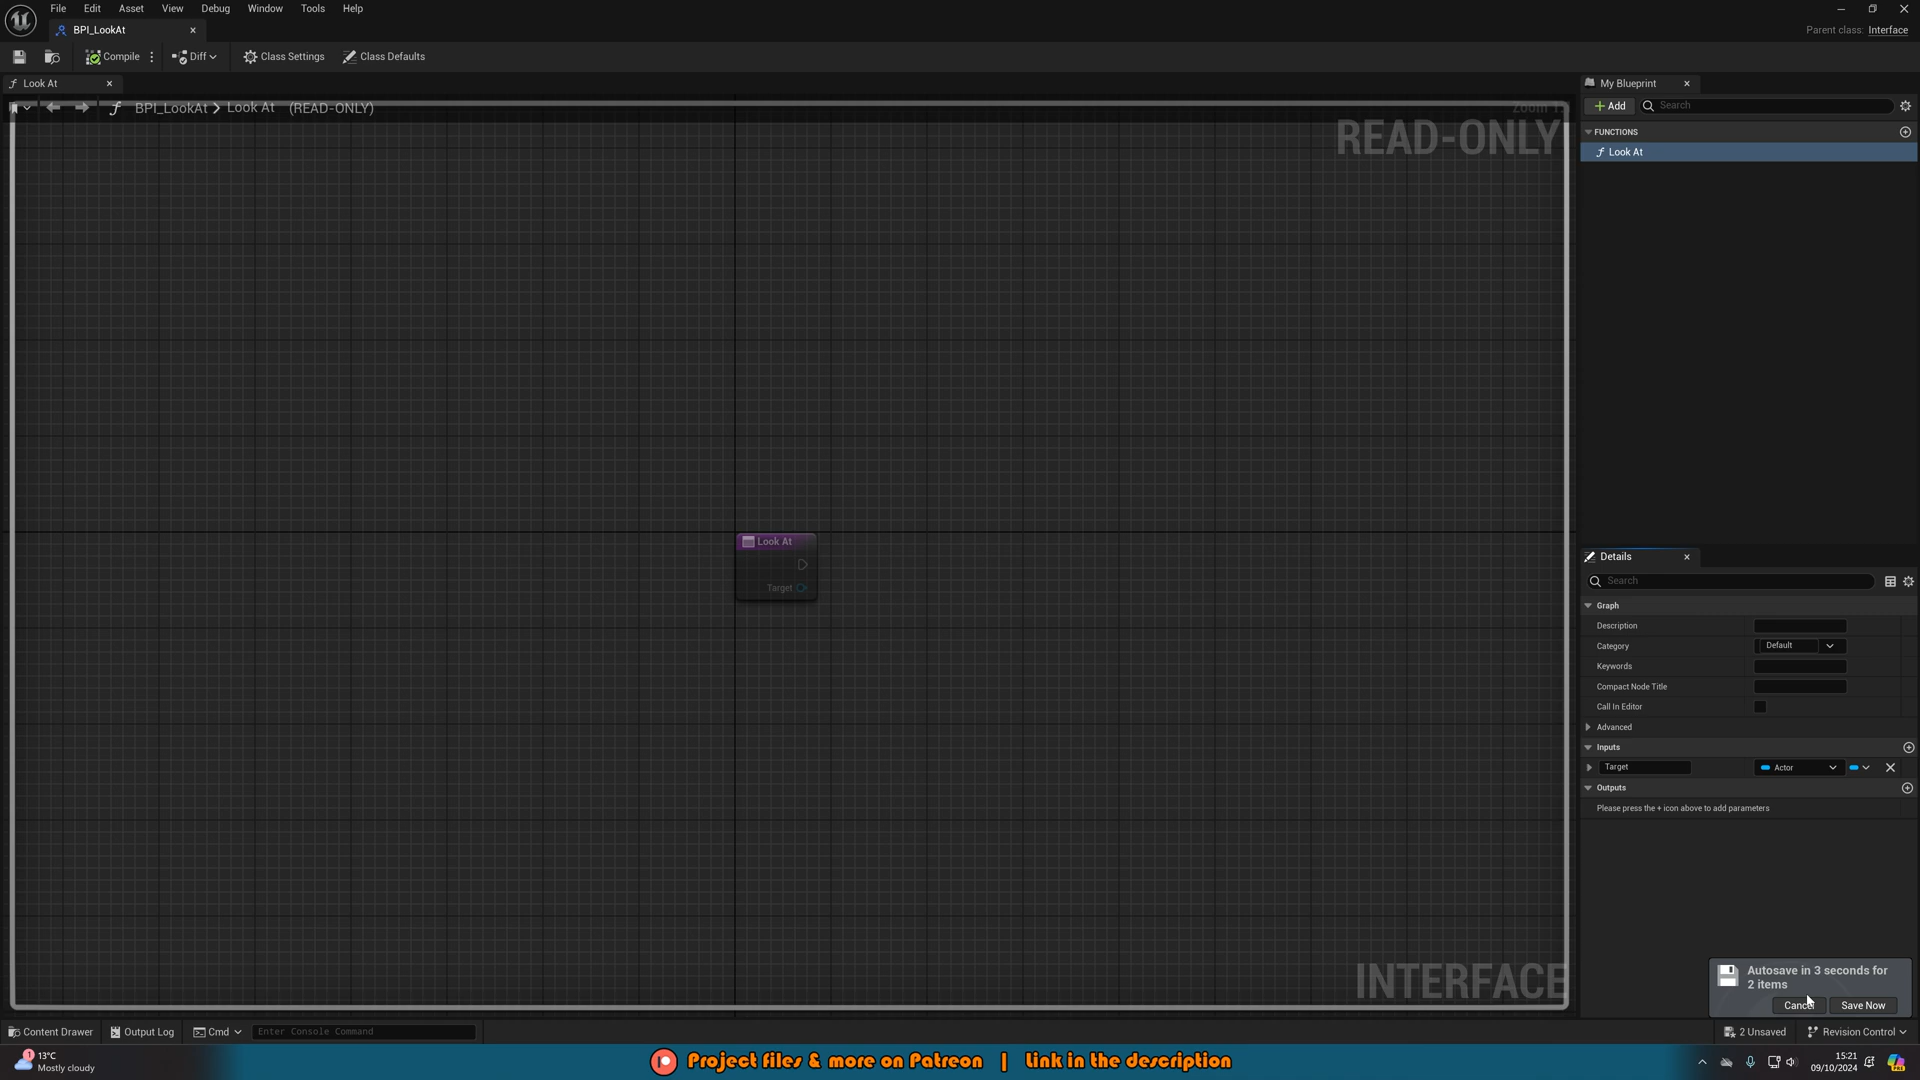 File Edit Asset View Debug Window Tools Help
BPI_LookAt
Parent class: Interface
Compile Diff Class Settings Class Defaults
Look At
BPI_LookAt > Look At (READ-ONLY)
READ-ONLY
My Blueprint
Add Search
FUNCTIONS
Look At
Look At
Target
Details
Search
Graph
Description
Category Default
Keywords
Compact Node Title
Call In Editor
Advanced
Inputs
Target Actor
Outputs
Please press the + icon above to add parameters
INTERFACE
Autosave in 3 seconds for
2 items
Cancel Save Now
Content Drawer Output Log Cmd Enter Console Command
2 Unsaved Revision Control
1
13°C
Mostly cloudy
Project files & more on Patreon | Link in the description
15:21
09/10/2024
PRE